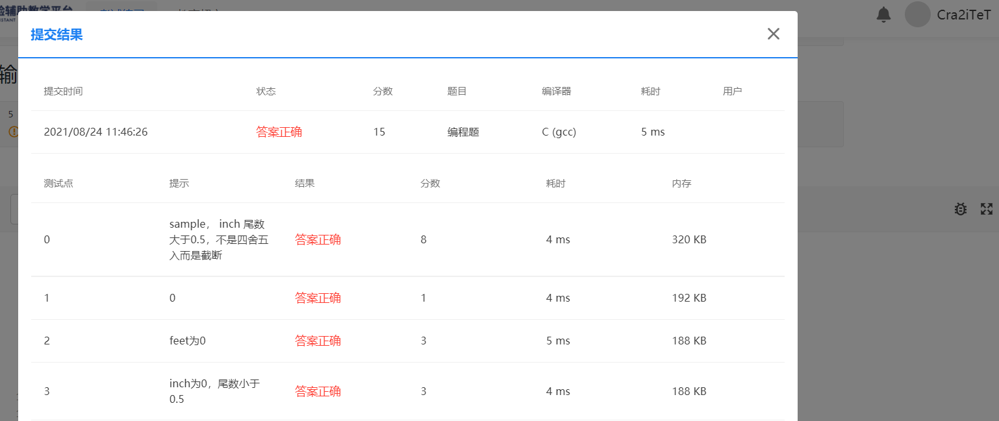 验辅助教学平台
Cra2iTeT
提交结果
输
提交时间 状态 分数 题目 编译器 耗时 用户
5
2021/08/24 11:46:26 答案正确 15 编程题 C (gcc) 5 ms
测试点 提示 结果 分数 耗时 内存
0 sample， inch 尾数
大于0.5，不是四舍五
入而是截断 答案正确 8 4 ms 320 KB
1 0 答案正确 1 4 ms 192 KB
2 feet为0 答案正确 3 5 ms 188 KB
3 inch为0，尾数小于
0.5 答案正确 3 4 ms 188 KB